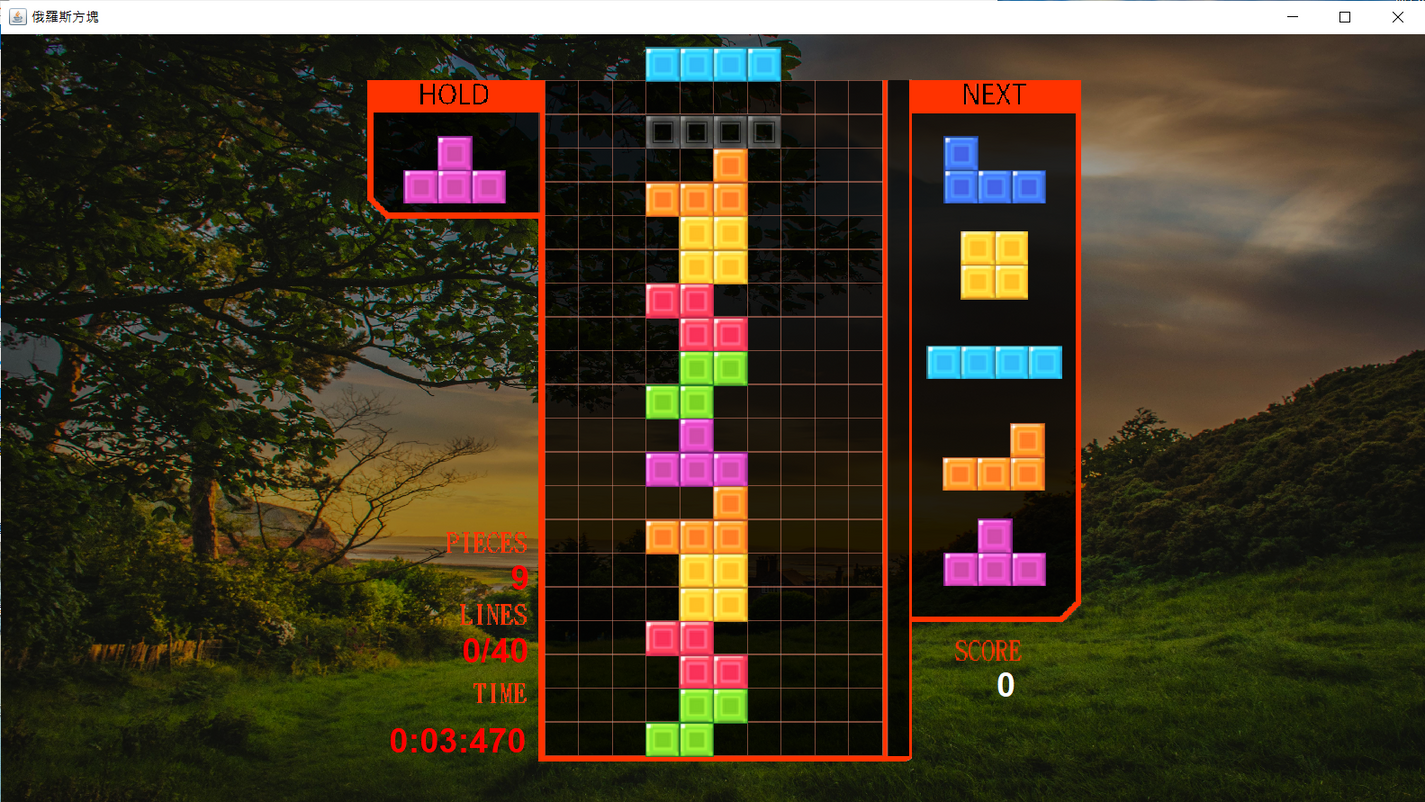 俄羅斯方塊
HOLD
NEXT
PIECES
9
LINES
0/40
TIME
0:03:470
SCORE
0